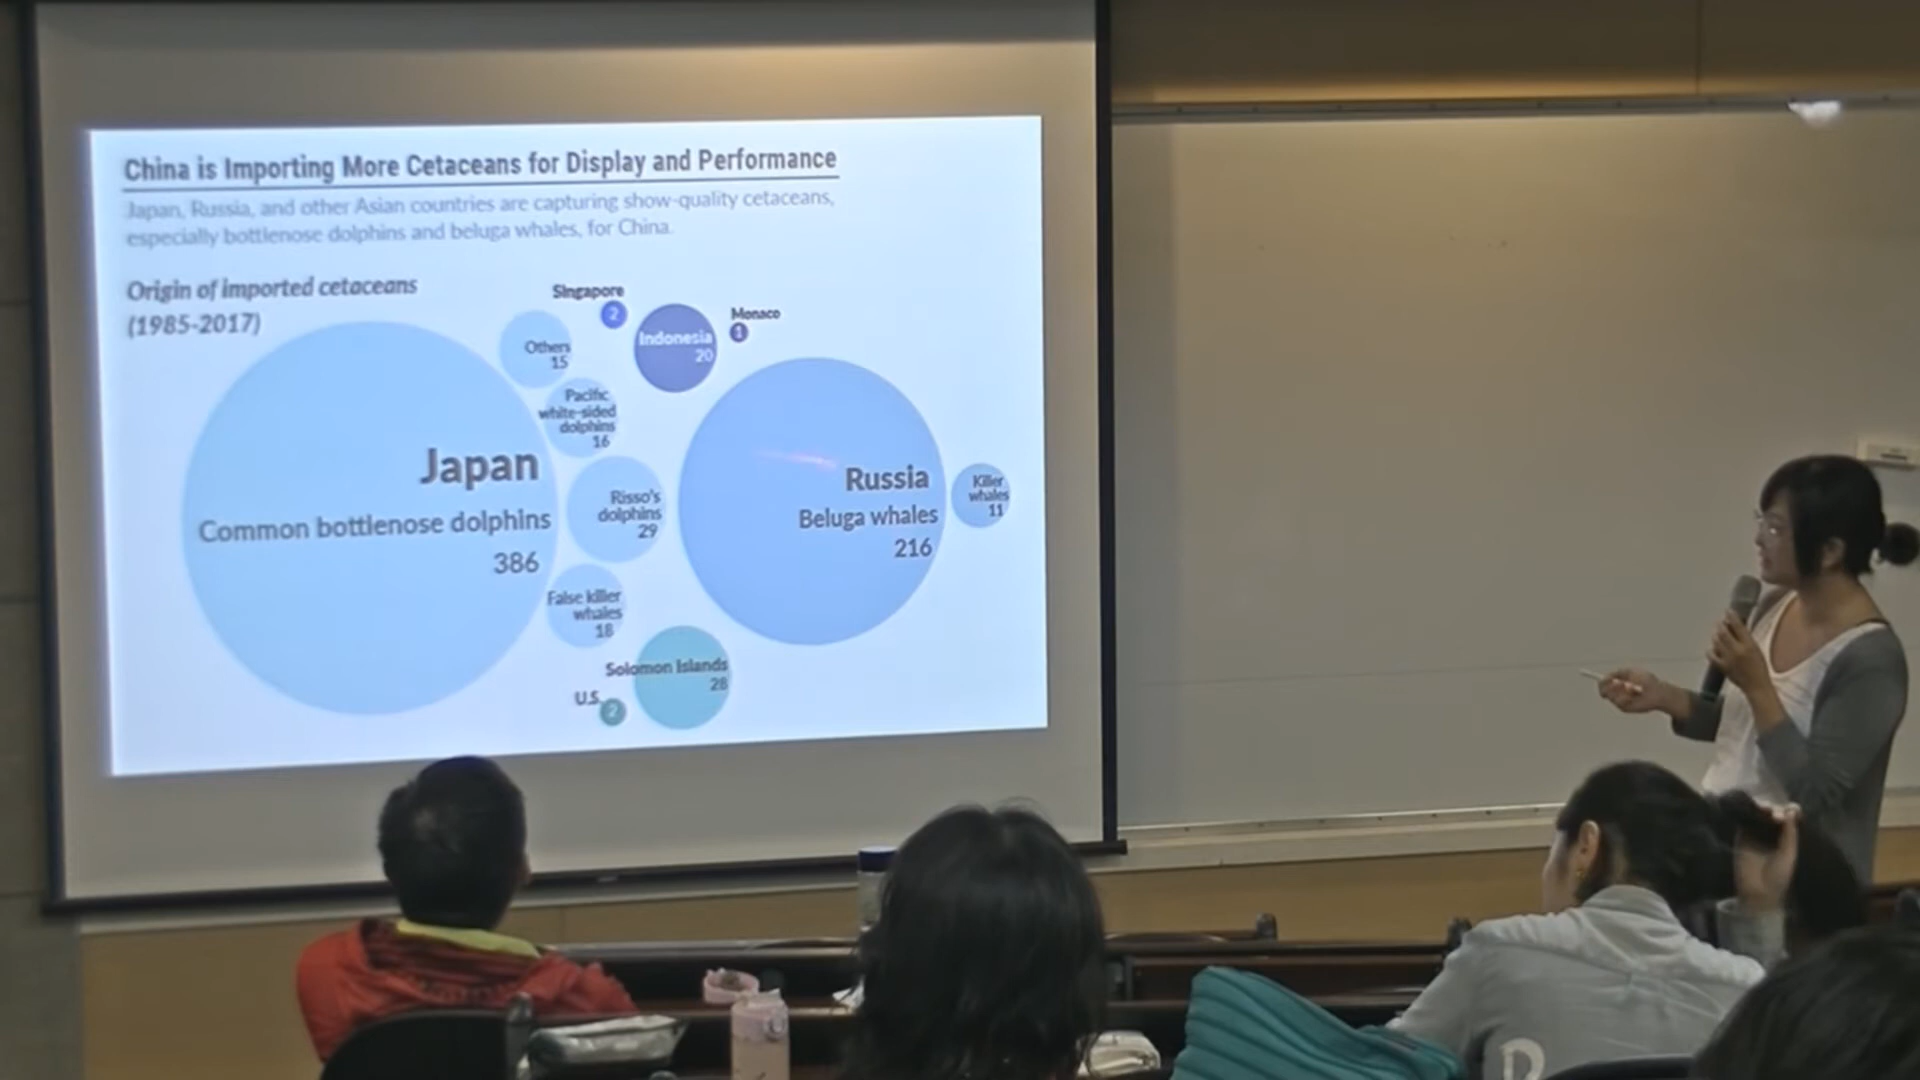 China is Importing More Cetaceans for Display and Performance
Japan, Russia, and other Asian countries are capturing show-quality cetaceans,
especially bottlenose dolphins and beluga whales, for China.
Origin of imported cetaceans
(1985-2017)
Singapore
2
Indonesia
20
Monaco
1
Others
15
Pacific
white-sided
dolphins
16
Japan
Common bottlenose dolphins
386
Risso's
dolphins
29
Russia
Beluga whales
216
Killer
whales
11
False killer
whales
18
Solomon Islands
28
U.S.
2